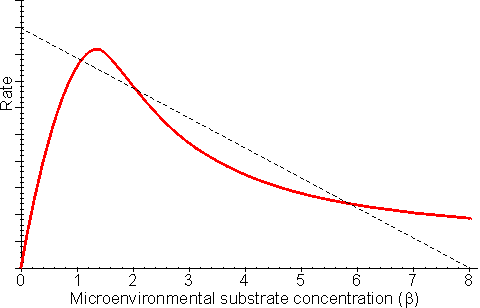 Rate
0 1 2 3 4 5 6 7 8
Microenvironmental substrate concentration (β)